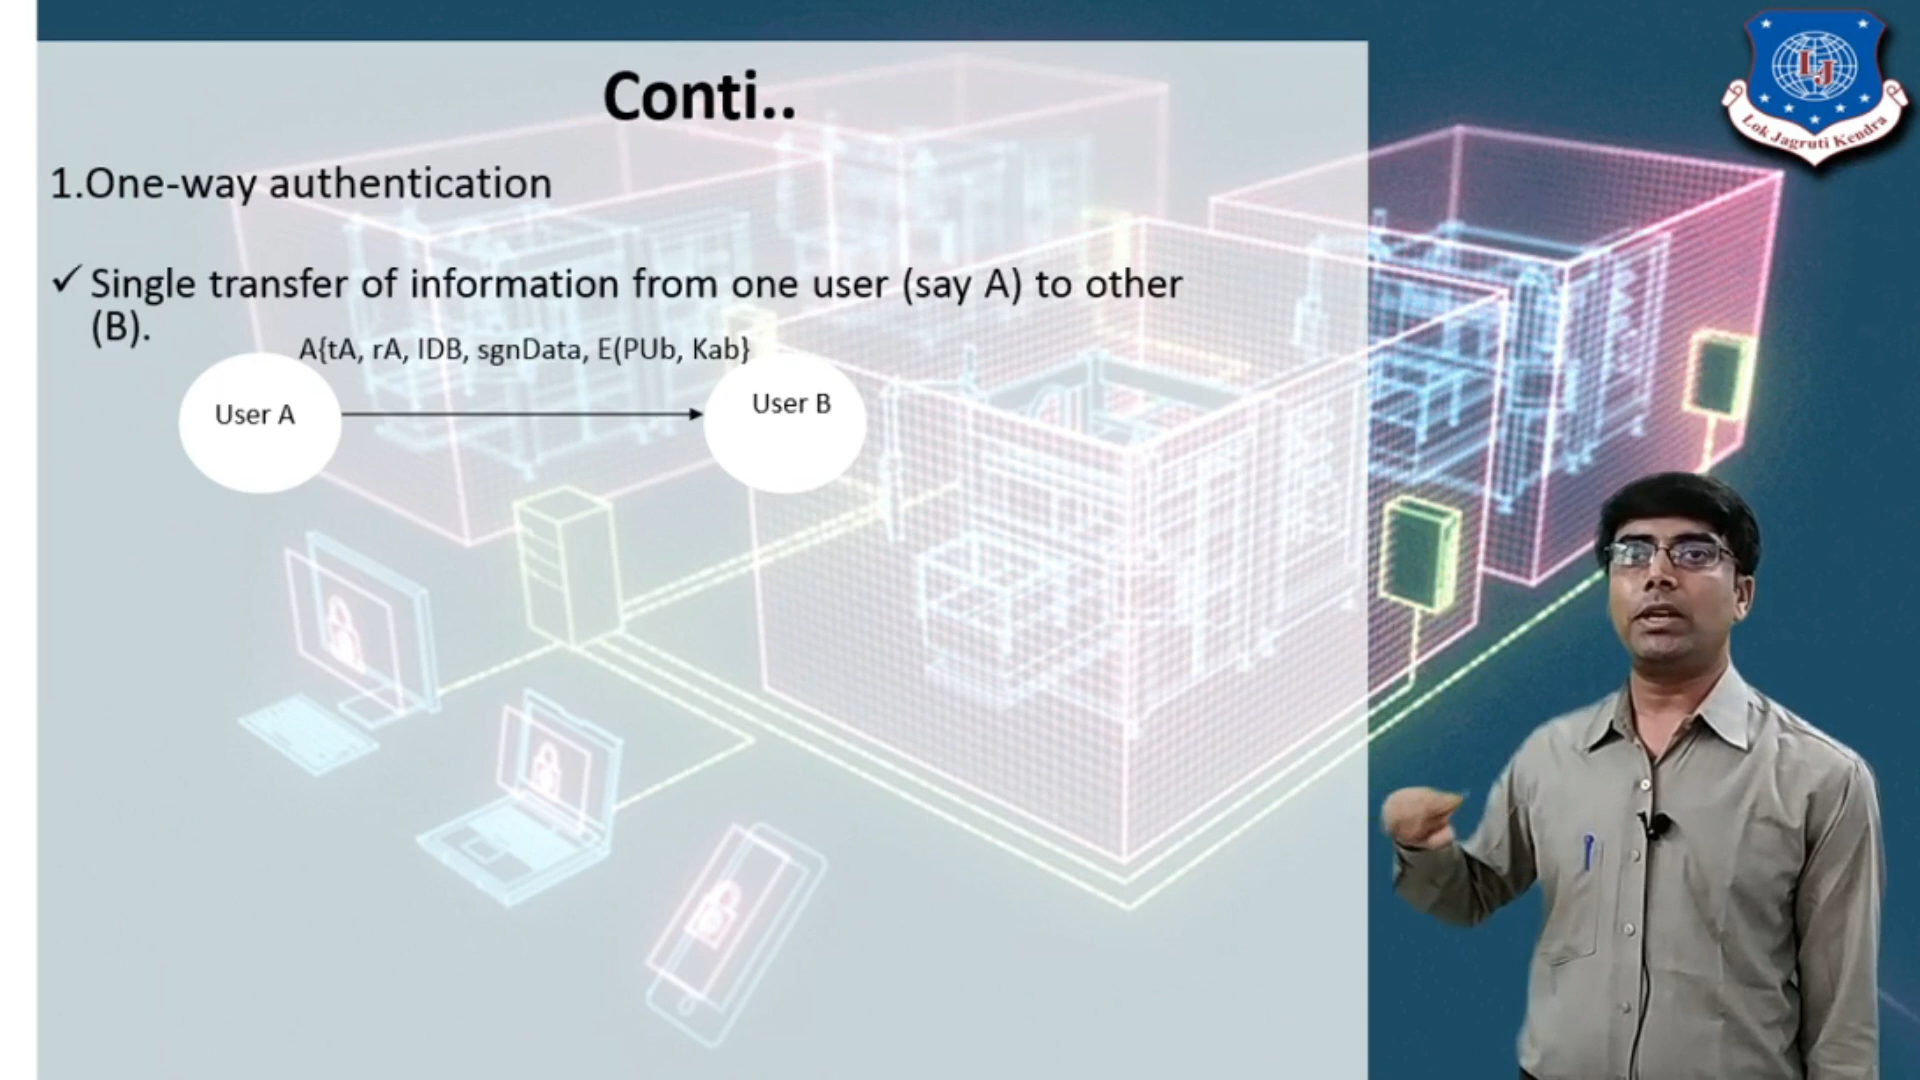 Conti..
1.One-way authentication
✓ Single transfer of information from one user (say A) to other
(B).
A{tA, rA, IDB, sgnData, E(PUb, Kab}
User A
User B
LJ
Lok Jagruti Kendra